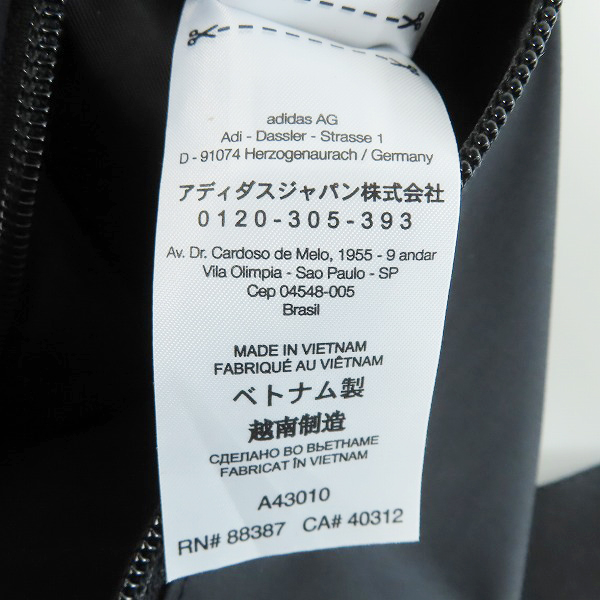 adidas AG
Adi - Dassler - Strasse 1
D - 91074 Herzogenaurach / Germany
アディダスジャパン株式会社
0120-305-393
Av. Dr. Cardoso de Melo, 1955 - 9 andar
Vila Olimpia - Sao Paulo - SP
Cep 04548-005
Brasil
MADE IN VIETNAM
FABRIQUÉ AU VIÊTNAM
ベトナム製
越南制造
СДЕЛАНО ВО ВЬЕТНАМЕ
FABRICAT ÎN VIETNAM
A43010
RN# 88387 CA# 40312